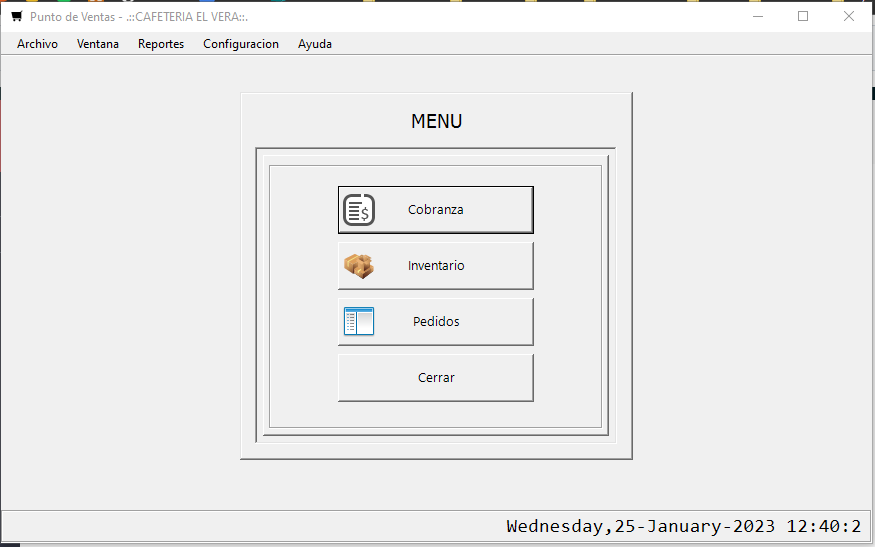 Punto de Ventas - .::CAFETERIA EL VERA::.
Archivo Ventana Reportes Configuracion Ayuda
MENU
Cobranza
Inventario
Pedidos
Cerrar
Wednesday,25-January-2023 12:40:2